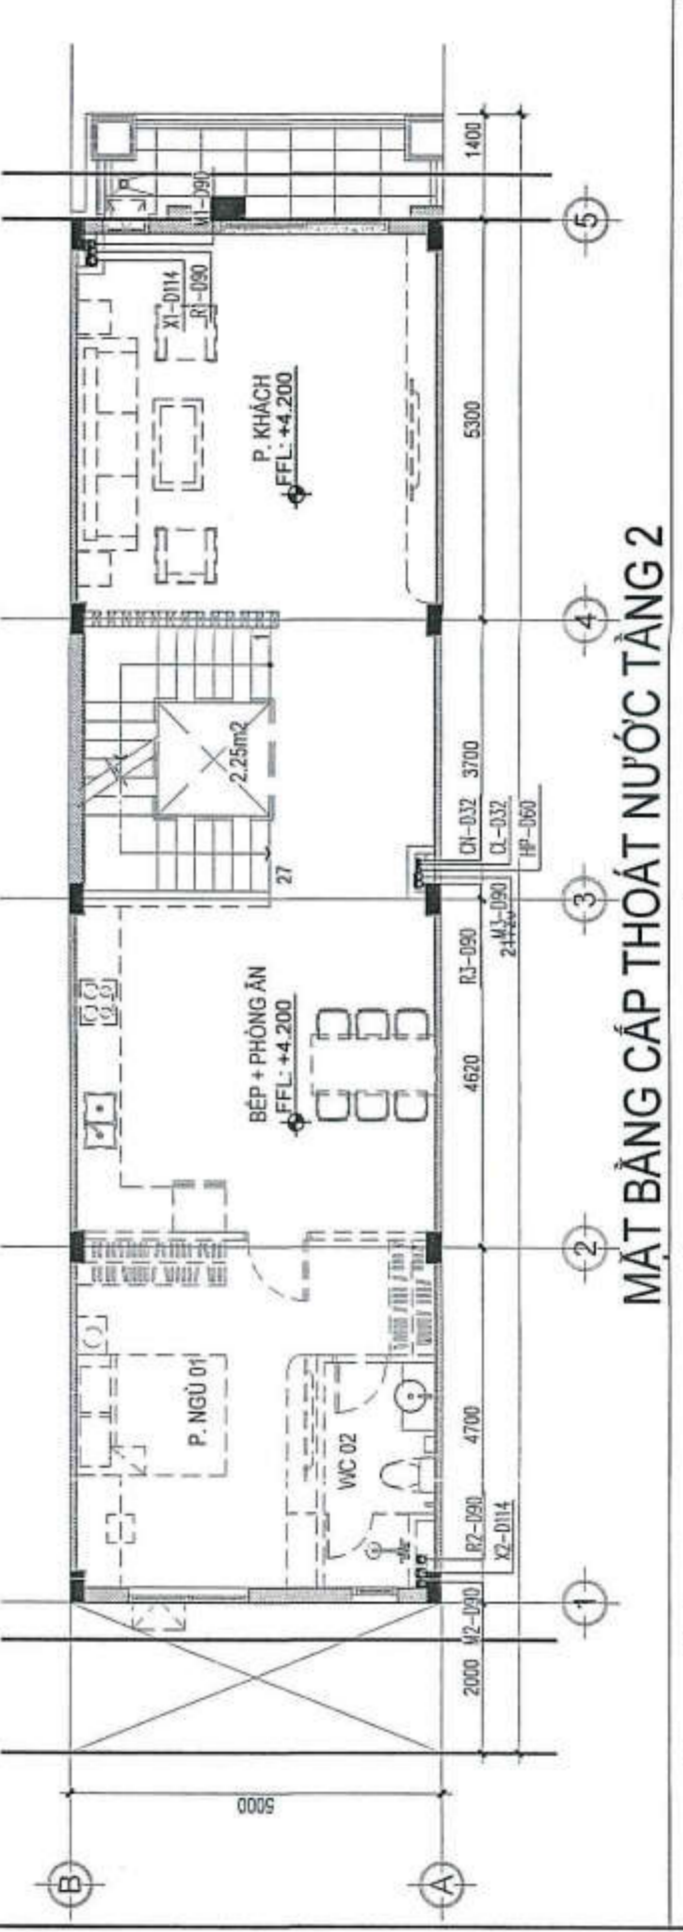 X1-D114
R1-D90
M1-D90
P. KHÁCH
FFL: +4.200
1
2.25m2
27
BẾP + PHÒNG ĂN
FFL: +4.200
P. NGỦ 01
WC 02
2000
M2-D90
R2-D90
X2-D114
4700
4620
R3-D90
M3-D90
CN-D32
CL-D32
HP-D60
3700
5300
1400
5000
B
A
1
2
3
4
5
MẶT BẰNG CẤP THOÁT NƯỚC TẦNG 2